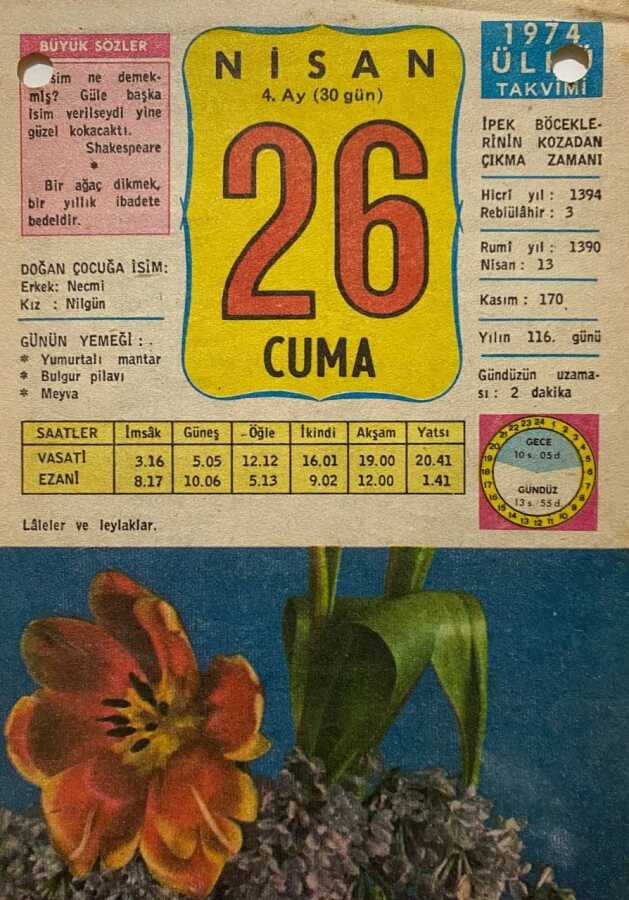 BÜYÜK SÖZLER
sim ne demek-
miş? Güle başka
isim verilseydi yine
güzel kokacaktı.
Shakespeare
*
Bir ağaç dikmek,
bir yıllık ibadete
bedeldir.
DOĞAN ÇOCUĞA İSİM:
Erkek: Necmi
Kız : Nilgün
GÜNÜN YEMEĞİ :
* Yumurtalı mantar
* Bulgur pilavı
* Meyva
NİSAN
4. Ay (30 gün)
26
CUMA
1974
ÜLKÜ
TAKVİMİ
İPEK BÖCEKLE-
RİNİN KOZADAN
ÇIKMA ZAMANI
Hicrî yıl : 1394
Rebiülâhir : 3
Rumî yıl : 1390
Nisan : 13
Kasım : 170
Yılın 116. günü
Gündüzün uzama-
sı : 2 dakika
SAATLER İmsâk Güneş Öğle İkindi Akşam Yatsı
VASATİ 3.16 5.05 12.12 16.01 19.00 20.41
EZANİ 8.17 10.06 5.13 9.02 12.00 1.41
GECE
10 s. 05 d.
GÜNDÜZ
13 s. 55 d.
Lâleler ve leylaklar.